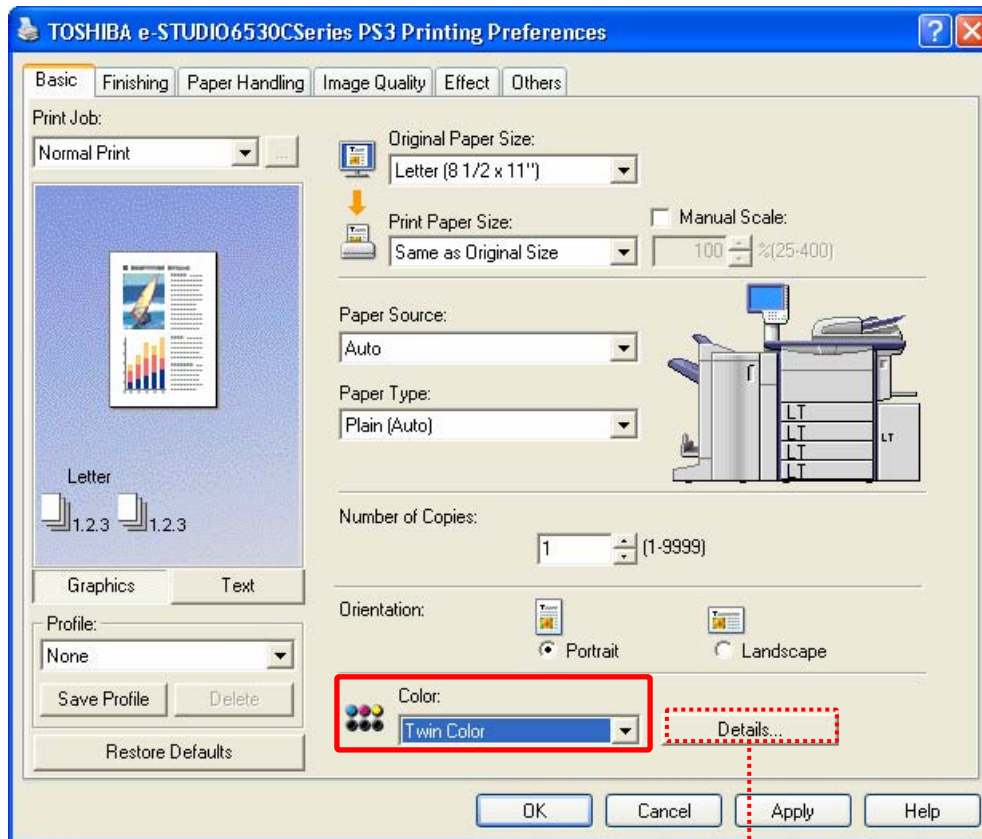 TOSHIBA e-STUDIO6530CSeries PS3 Printing Preferences
Basic Finishing Paper Handling Image Quality Effect Others
Print Job:
Normal Print ...
Original Paper Size:
Letter (8 1/2 x 11")
Print Paper Size:
Same as Original Size
Manual Scale:
100 %(25-400)
Paper Source:
Auto
Paper Type:
Plain (Auto)
LT
LT
LT
LT
LT
Letter
1.2.3 1.2.3
Graphics Text
Number of Copies:
1 (1-9999)
Orientation:
Portrait Landscape
Profile:
None
Save Profile Delete
Restore Defaults
Color:
Twin Color
Details...
OK Cancel Apply Help